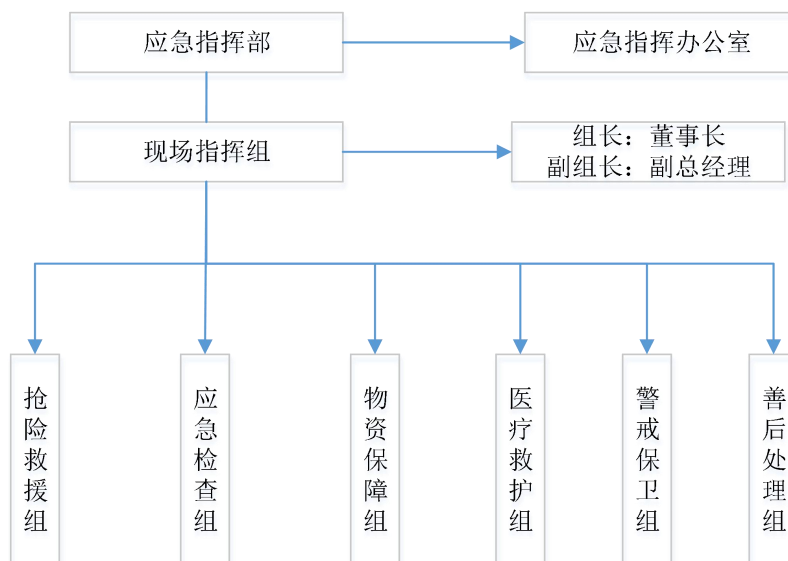 应急指挥部
应急指挥办公室
现场指挥组
组长：董事长
副组长：副总经理
抢险救援组
应急检查组
物资保障组
医疗救护组
警戒保卫组
善后处理组